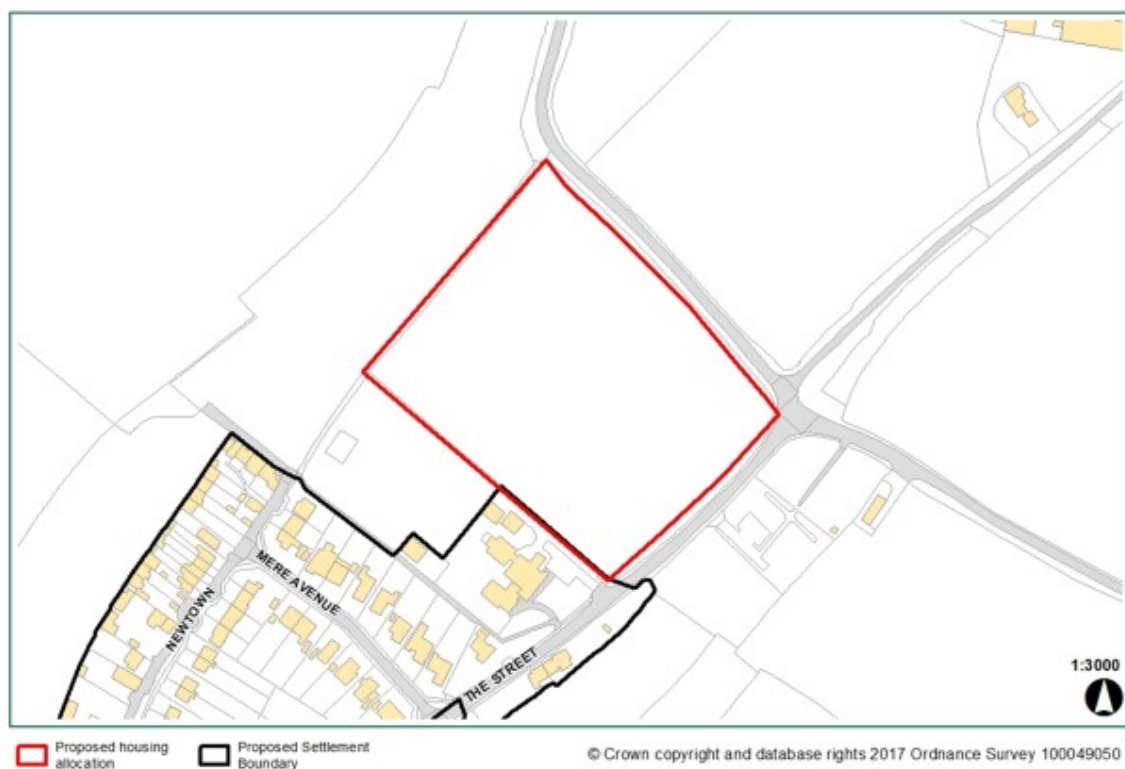 NEWTOWN
MERE AVENUE
THE STREET
1:3000
Proposed housing
allocation
Proposed Settlement
Boundary
© Crown copyright and database rights 2017 Ordnance Survey 100049050